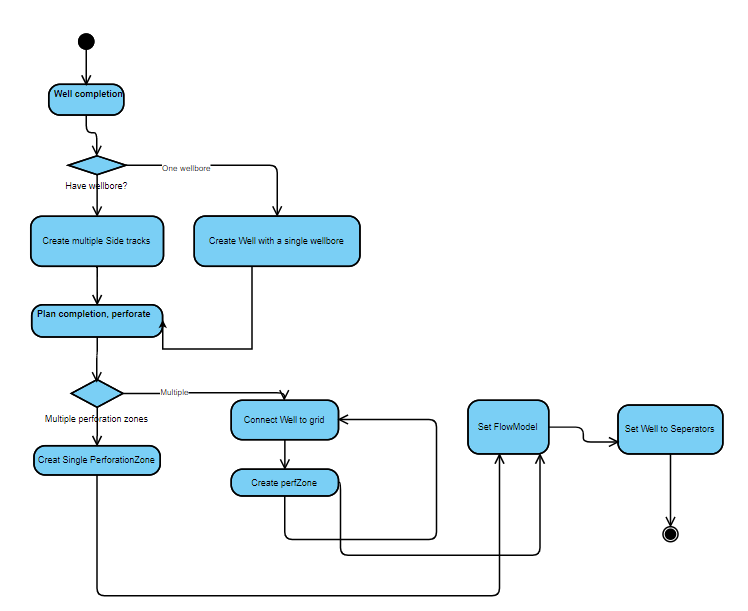 Well completion
One wellbore
Have wellbore?
Create multiple Side tracks
Create Well with a single wellbore
Plan completion, perforate
Multiple
Multiple perforation zones
Connect Well to grid
Set FlowModel
Set Well to Seperators
Creat Single PerforationZone
Create perfZone